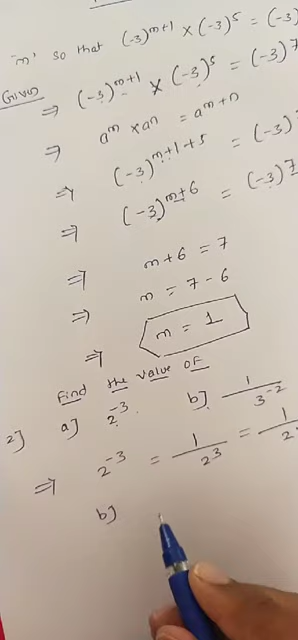 'm' so that (-3)^m+1 × (-3)^5 = (-3)
Given ⇒ (-3)^m+1 × (-3)^5 = (-3)^7
⇒ a^m × an = a^m+n
⇒ (-3)^m+1+5 = (-3)
⇒ (-3)^m+6 = (-3)^7
⇒ m+6 = 7
⇒ m = 7-6
⇒ m = 1
Find the value of
2] a] 2^-3. b] 1/3^-2
⇒ 2^-3 = 1/2^3 = 1/2
b]